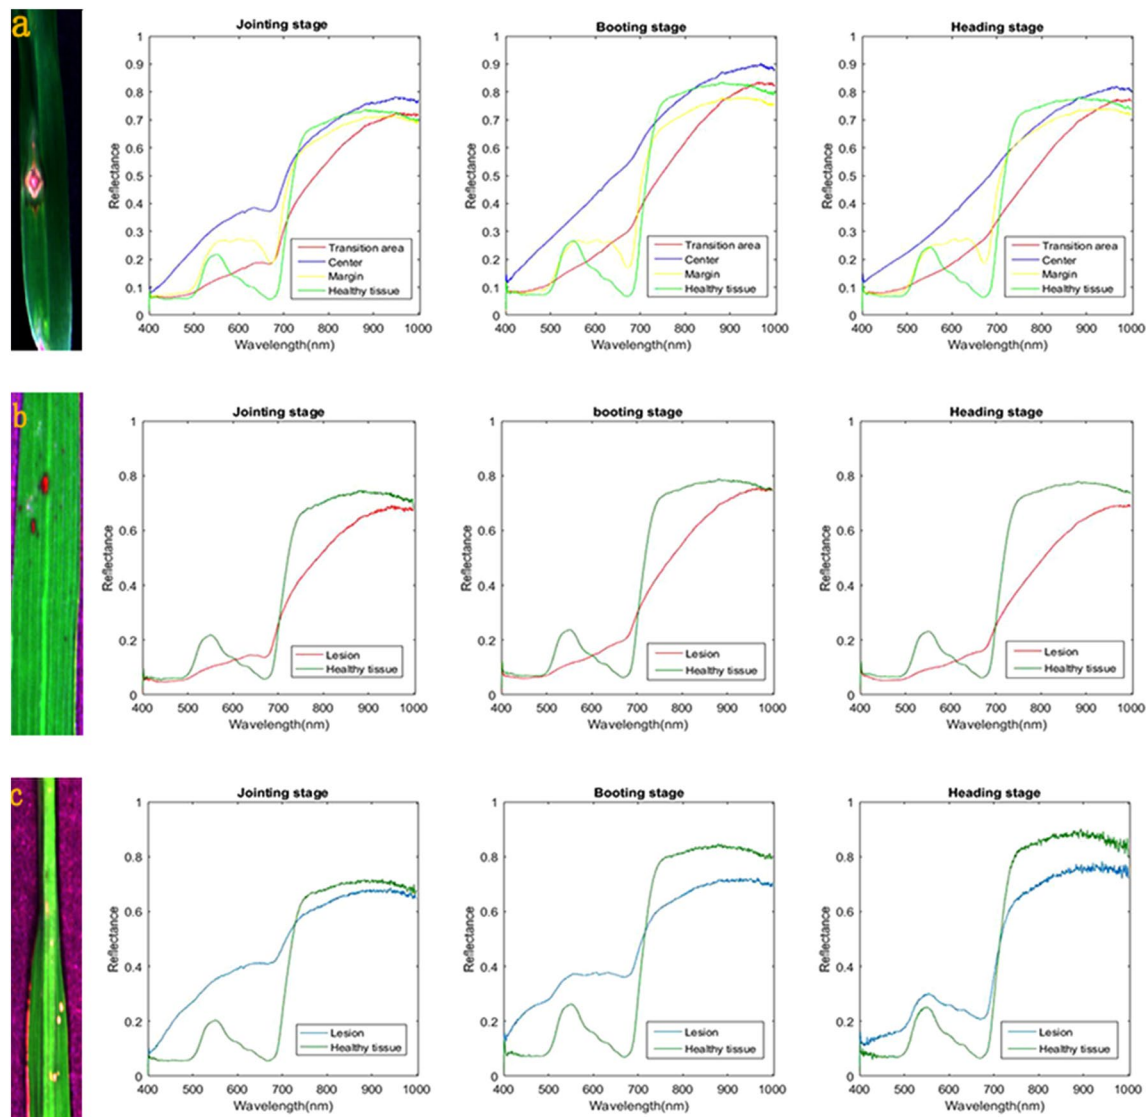 a
Jointing stage
Booting stage
Heading stage
1
0.9
0.8
0.7
0.6
0.5
0.4
0.3
0.2
0.1
0
Reflectance
Transition area
Center
Margin
Healthy tissue
400 500 600 700 800 900 1000
Wavelength(nm)
1
0.9
0.8
0.7
0.6
0.5
0.4
0.3
0.2
0.1
0
Reflectance
Transition area
Center
Margin
Healthy tissue
400 500 600 700 800 900 1000
Wavelength(nm)
1
0.9
0.8
0.7
0.6
0.5
0.4
0.3
0.2
0.1
0
Reflectance
Transition area
Center
Margin
Healthy tissue
400 500 600 700 800 900 1000
Wavelength(nm)
b
Jointing stage
booting stage
Heading stage
1
0.8
0.6
0.4
0.2
0
Reflectance
Lesion
Healthy tissue
400 500 600 700 800 900 1000
Wavelength(nm)
1
0.8
0.6
0.4
0.2
0
Reflectance
Lesion
Healthy tissue
400 500 600 700 800 900 1000
Wavelength(nm)
1
0.8
0.6
0.4
0.2
0
Reflectance
Lesion
Healthy tissue
400 500 600 700 800 900 1000
Wavelength(nm)
c
Jointing stage
Booting stage
Heading stage
1
0.8
0.6
0.4
0.2
0
Reflectance
Lesion
Healthy tissue
400 500 600 700 800 900 1000
Wavelength(nm)
1
0.8
0.6
0.4
0.2
0
Reflectance
Lesion
Healthy tissue
400 500 600 700 800 900 1000
Wavelength(nm)
1
0.8
0.6
0.4
0.2
0
Reflectance
Lesion
Healthy tissue
400 500 600 700 800 900 1000
Wavelength(nm)